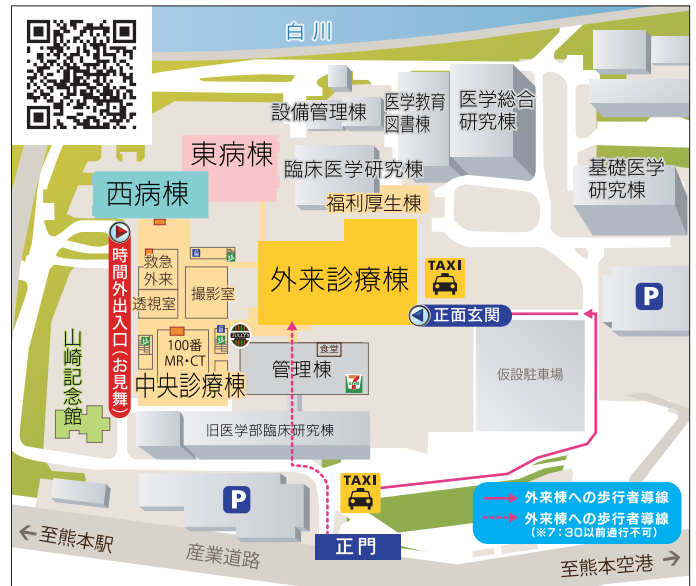 白川
設備管理棟
医学教育
図書棟
医学総合
研究棟
東病棟
臨床医学研究棟
基礎医学
研究棟
西病棟
福利厚生棟
時間外出入口(お見舞)
救急
外来
透視室
撮影室
外来診療棟
TAXI
P
正面玄関
山崎記念館
100番
MR・CT
中央診療棟
食堂
管理棟
仮設駐車場
旧医学部臨床研究棟
TAXI
P
外来棟への歩行者導線
外来棟への歩行者導線
(※7:30以前通行不可)
正門
至熊本駅
産業道路
至熊本空港